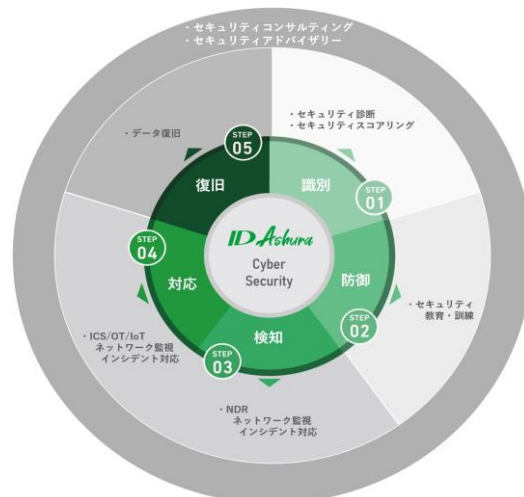 ・セキュリティコンサルティング
・セキュリティアドバイザリー
・セキュリティ診断
・セキュリティスコアリング
STEP
01
識別
・セキュリティ
教育・訓練
STEP
02
防御
・NDR
ネットワーク監視
インシデント対応
STEP
03
検知
・ICS/OT/IoT
ネットワーク監視
インシデント対応
STEP
04
対応
・データ復旧
STEP
05
復旧
ID Ashura
Cyber
Security